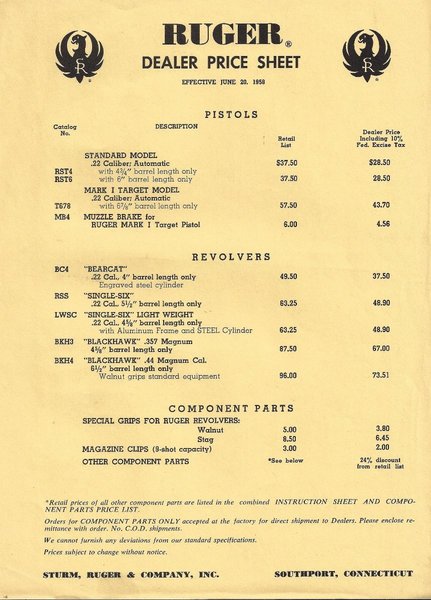 RUGER®
DEALER PRICE SHEET
EFFECTIVE JUNE 20, 1958
PISTOLS
Catalog No. DESCRIPTION Retail List Dealer Price Including 10% Fed. Excise Tax
STANDARD MODEL
.22 Caliber; Automatic $37.50 $28.50
RST4 with 4¾" barrel length only
RST6 with 6" barrel length only 37.50 28.50
MARK I TARGET MODEL
.22 Caliber; Automatic
T678 with 6⅞" barrel length only 57.50 43.70
MB4 MUZZLE BRAKE for
RUGER MARK I Target Pistol 6.00 4.56
REVOLVERS
BC4 "BEARCAT"
.22 Cal., 4" barrel length only 49.50 37.50
Engraved steel cylinder
RSS "SINGLE-SIX"
.22 Cal. 5½" barrel length only 63.25 48.90
LWSC "SINGLE-SIX" LIGHT WEIGHT
.22 Cal. 4⅝" barrel length only
with Aluminum Frame and STEEL Cylinder 63.25 48.90
BKH3 "BLACKHAWK" .357 Magnum
4⅝" barrel length only 87.50 67.00
BKH4 "BLACKHAWK" .44 Magnum Cal.
6½" barrel length only
Walnut grips standard equipment 96.00 73.51
COMPONENT PARTS
SPECIAL GRIPS FOR RUGER REVOLVERS:
Walnut 5.00 3.80
Stag 8.50 6.45
MAGAZINE CLIPS (9-shot capacity) 3.00 2.00
OTHER COMPONENT PARTS *See below 24% discount from retail list
*Retail prices of all other component parts are listed in the combined INSTRUCTION SHEET AND COMPO-
NENT PARTS PRICE LIST.
Orders for COMPONENT PARTS ONLY accepted at the factory for direct shipment to Dealers. Please enclose re-
mittance with order. No C.O.D. shipments.
We cannot furnish any deviations from our standard specifications.
Prices subject to change without notice.
STURM, RUGER & COMPANY, INC. SOUTHPORT, CONNECTICUT